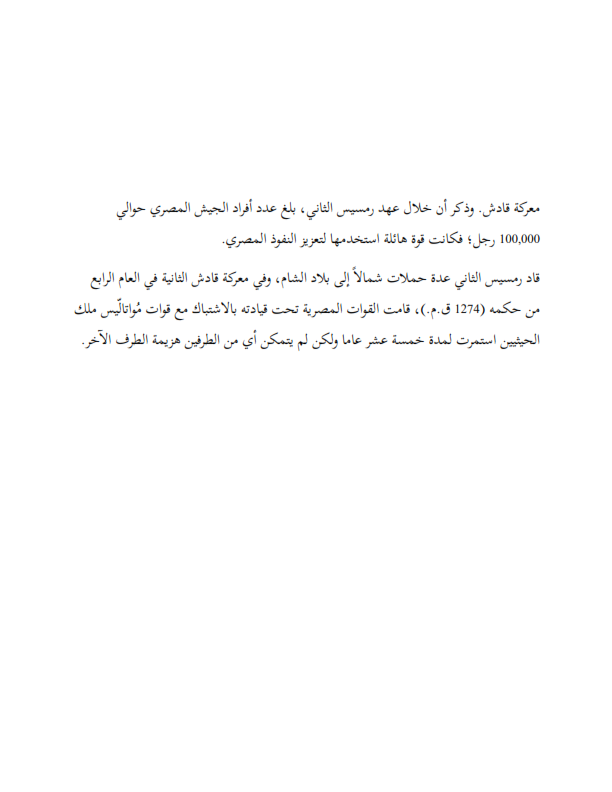 معركة قادش. وذكر أن خلال عهد رمسيس الثاني، بلغ عدد أفراد الجيش المصري حوالي
100,000 رجل؛ فكانت قوة هائلة استخدمها لتعزيز النفوذ المصري.
قاد رمسيس الثاني عدة حملات شمالاً إلى بلاد الشام، وفي معركة قادش الثانية في العام الرابع
من حكمه (1274 ق.م.)، قامت القوات المصرية تحت قيادته بالاشتباك مع قوات مُواتالّيس ملك
الحيثيين استمرت لمدة خمسة عشر عاما ولكن لم يتمكن أي من الطرفين هزيمة الطرف الآخر.